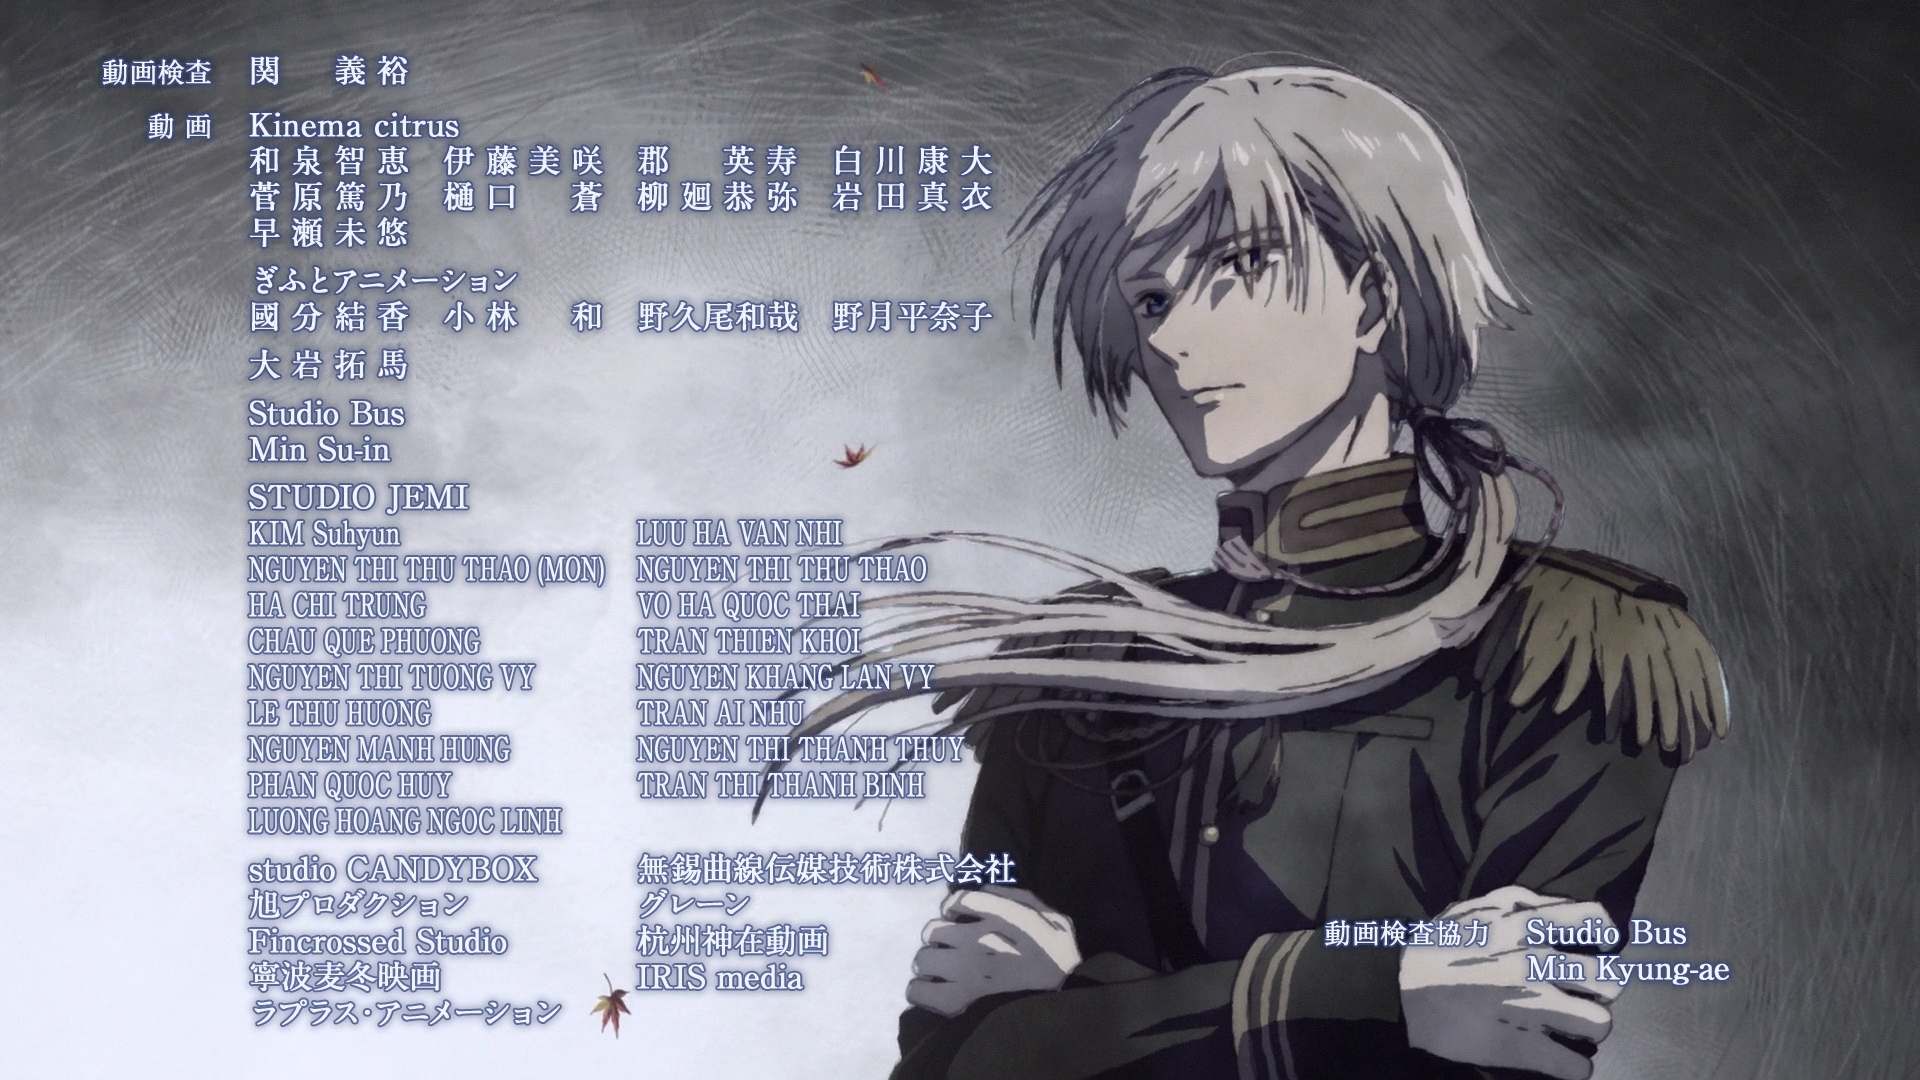 動画検査 関 義裕
動画 Kinema citrus
和泉智恵 伊藤美咲 郡 英寿 白川康大
菅原篤乃 樋口 蒼 柳廻恭弥 岩田真衣
早瀬未悠
ぎふとアニメーション
國分結香 小林 和 野久尾和哉 野月平奈子
大岩拓馬
Studio Bus
Min Su-in
STUDIO JEMI
KIM Suhyun LUU HA VAN NHI
NGUYEN THI THU THAO (MON) NGUYEN THI THU THAO
HA CHI TRUNG VO HA QUOC THAI
CHAU QUE PHUONG TRAN THIEN KHOI
NGUYEN THI TUONG VY NGUYEN KHANG LAN VY
LE THU HUONG TRAN AI NHU
NGUYEN MANH HUNG NGUYEN THI THANH THUY
PHAN QUOC HUY TRAN THI THANH BINH
LUONG HOANG NGOC LINH
studio CANDYBOX 無錫曲線伝媒技術株式会社
旭プロダクション グレーン
Fincrossed Studio 杭州神在動画
寧波麦冬映画 IRIS media
ラプラス・アニメーション
動画検査協力 Studio Bus
Min Kyung-ae